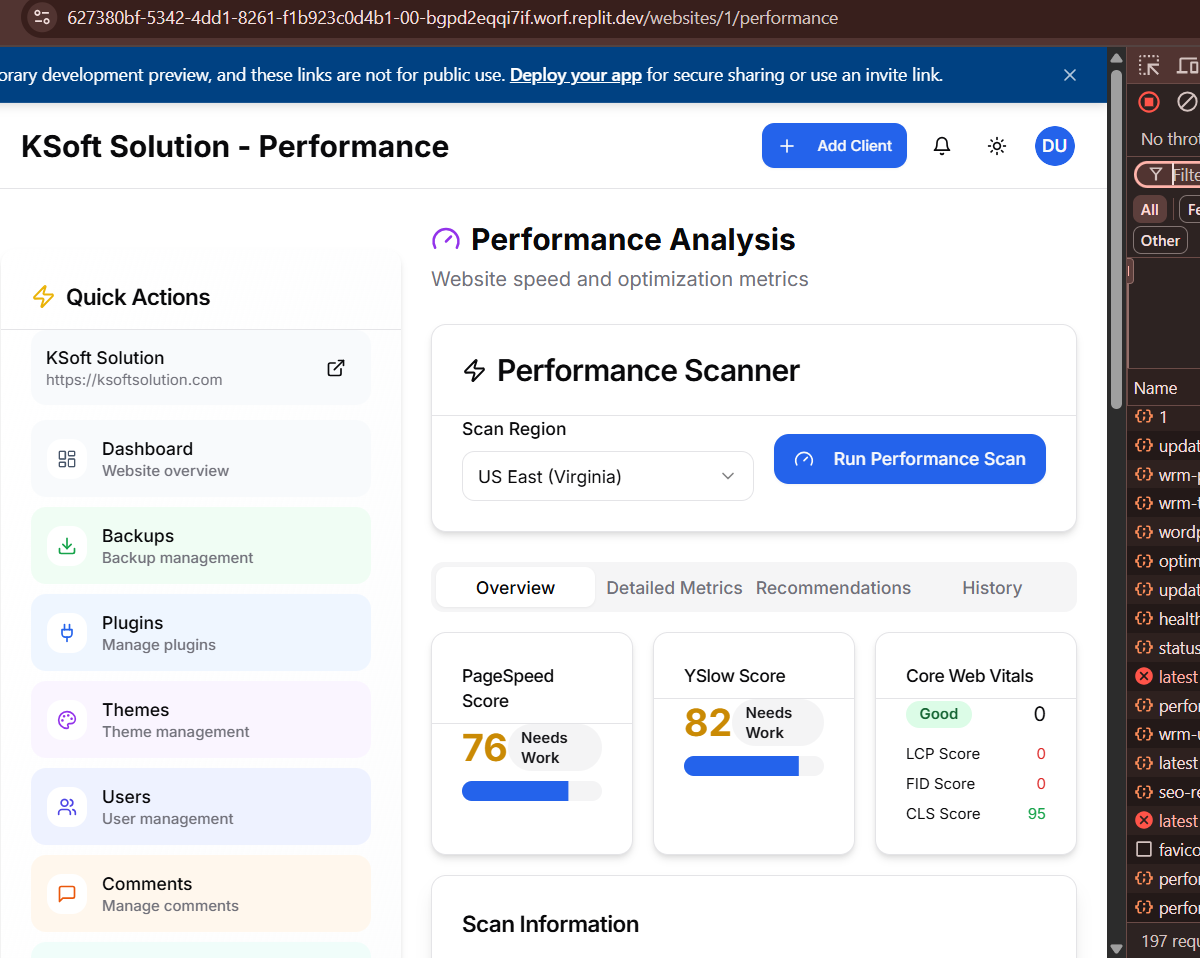 627380bf-5342-4dd1-8261-f1b923c0d4b1-00-bgpd2eqqi7if.worf.replit.dev/websites/1/performance
orary development preview, and these links are not for public use. Deploy your app for secure sharing or use an invite link.
KSoft Solution - Performance
Add Client
DU
Performance Analysis
Website speed and optimization metrics
Quick Actions
KSoft Solution
https://ksoftsolution.com
Dashboard
Website overview
Backups
Backup management
Plugins
Manage plugins
Themes
Theme management
Users
User management
Comments
Manage comments
Performance Scanner
Scan Region
US East (Virginia)
Run Performance Scan
Overview
Detailed Metrics
Recommendations
History
PageSpeed
Score
76
Needs
Work
YSlow Score
82
Needs
Work
Core Web Vitals
Good
0
LCP Score 0
FID Score 0
CLS Score 95
Scan Information
No thro
Filte
All
Fe
Other
Name
1
updat
wrm-p
wrm-t
wordp
optim
updat
health
status
latest
perfor
wrm-u
latest
seo-re
latest
favico
perfor
perfor
197 requ